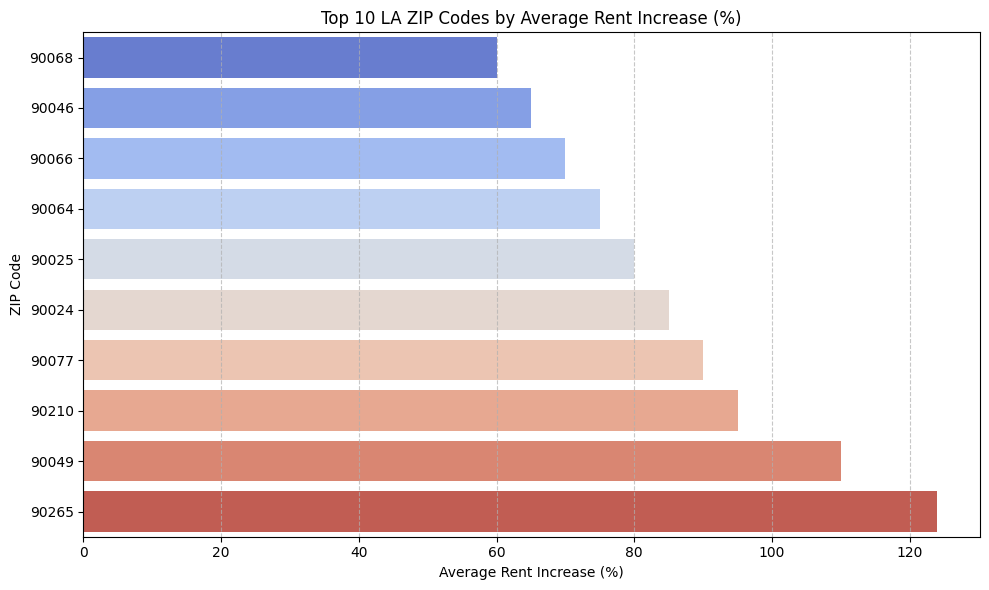 Top 10 LA ZIP Codes by Average Rent Increase (%)
ZIP Code
90068
90046
90066
90064
90025
90024
90077
90210
90049
90265
0 20 40 60 80 100 120
Average Rent Increase (%)